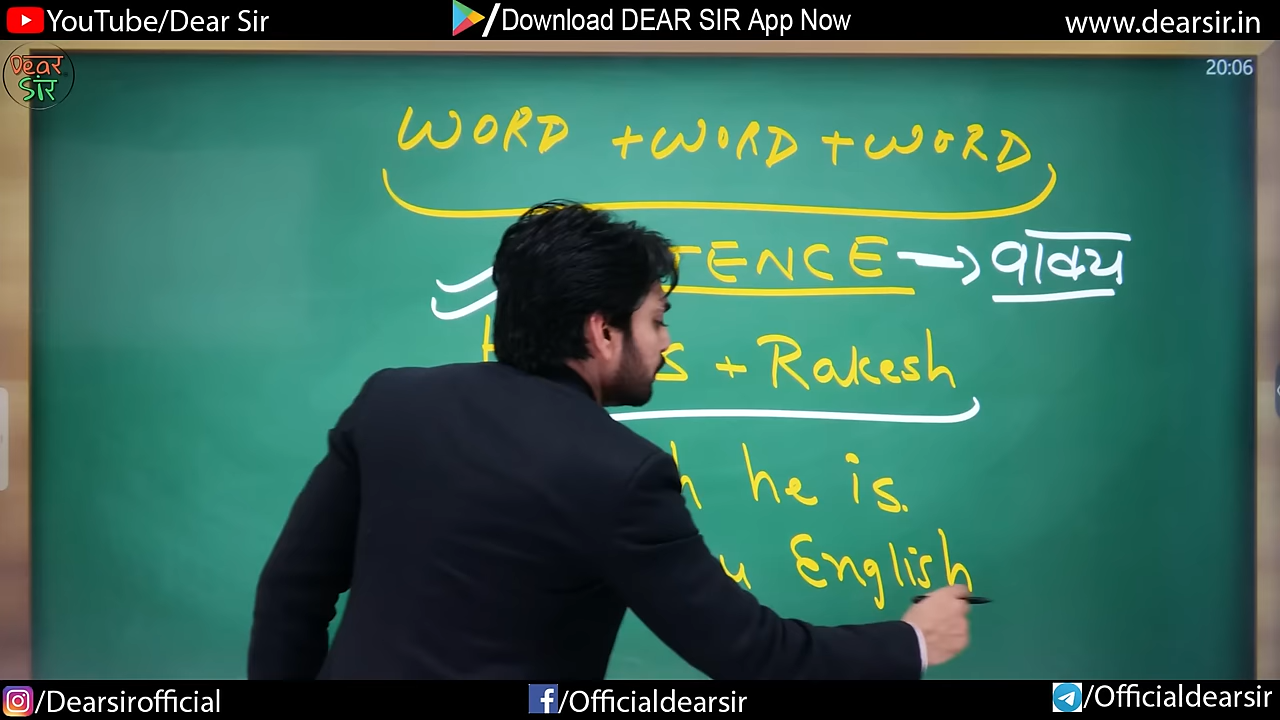 YouTube/Dear Sir
/Download DEAR SIR App Now
www.dearsir.in
Dear
सर
20:06
WORD + WORD + WORD
TENCE → वाक्य
s + Rakesh
h he is.
u English
/Dearsirofficial
/Officialdearsir
/Officialdearsir